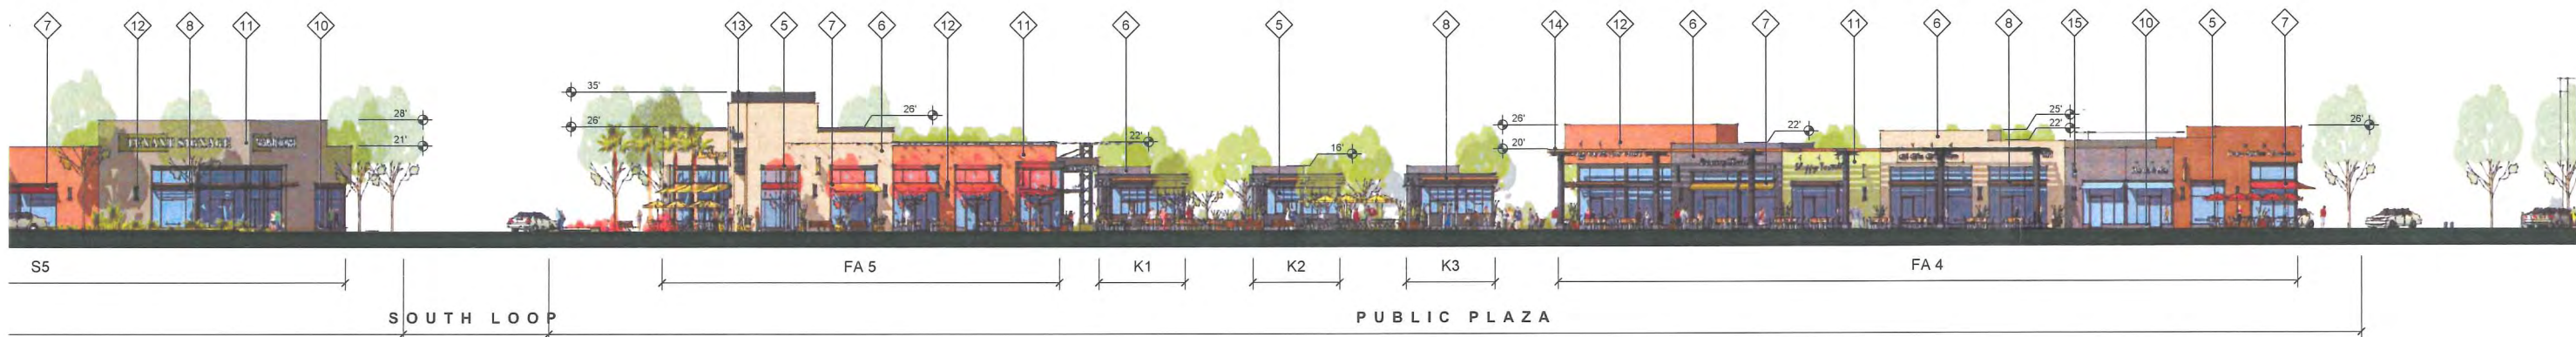 7 12 8 11 10 13 5 7 6 12 11 6 5 8 14 12 6 7 11 6 8 15 10 5 7
35'
28' 26' 26' 26' 25' 26'
21' 22' 16' 20' 22' 22'
TENANT SIGNAGE
S5 FA 5 K1 K2 K3 FA 4
SOUTH LOOP PUBLIC PLAZA